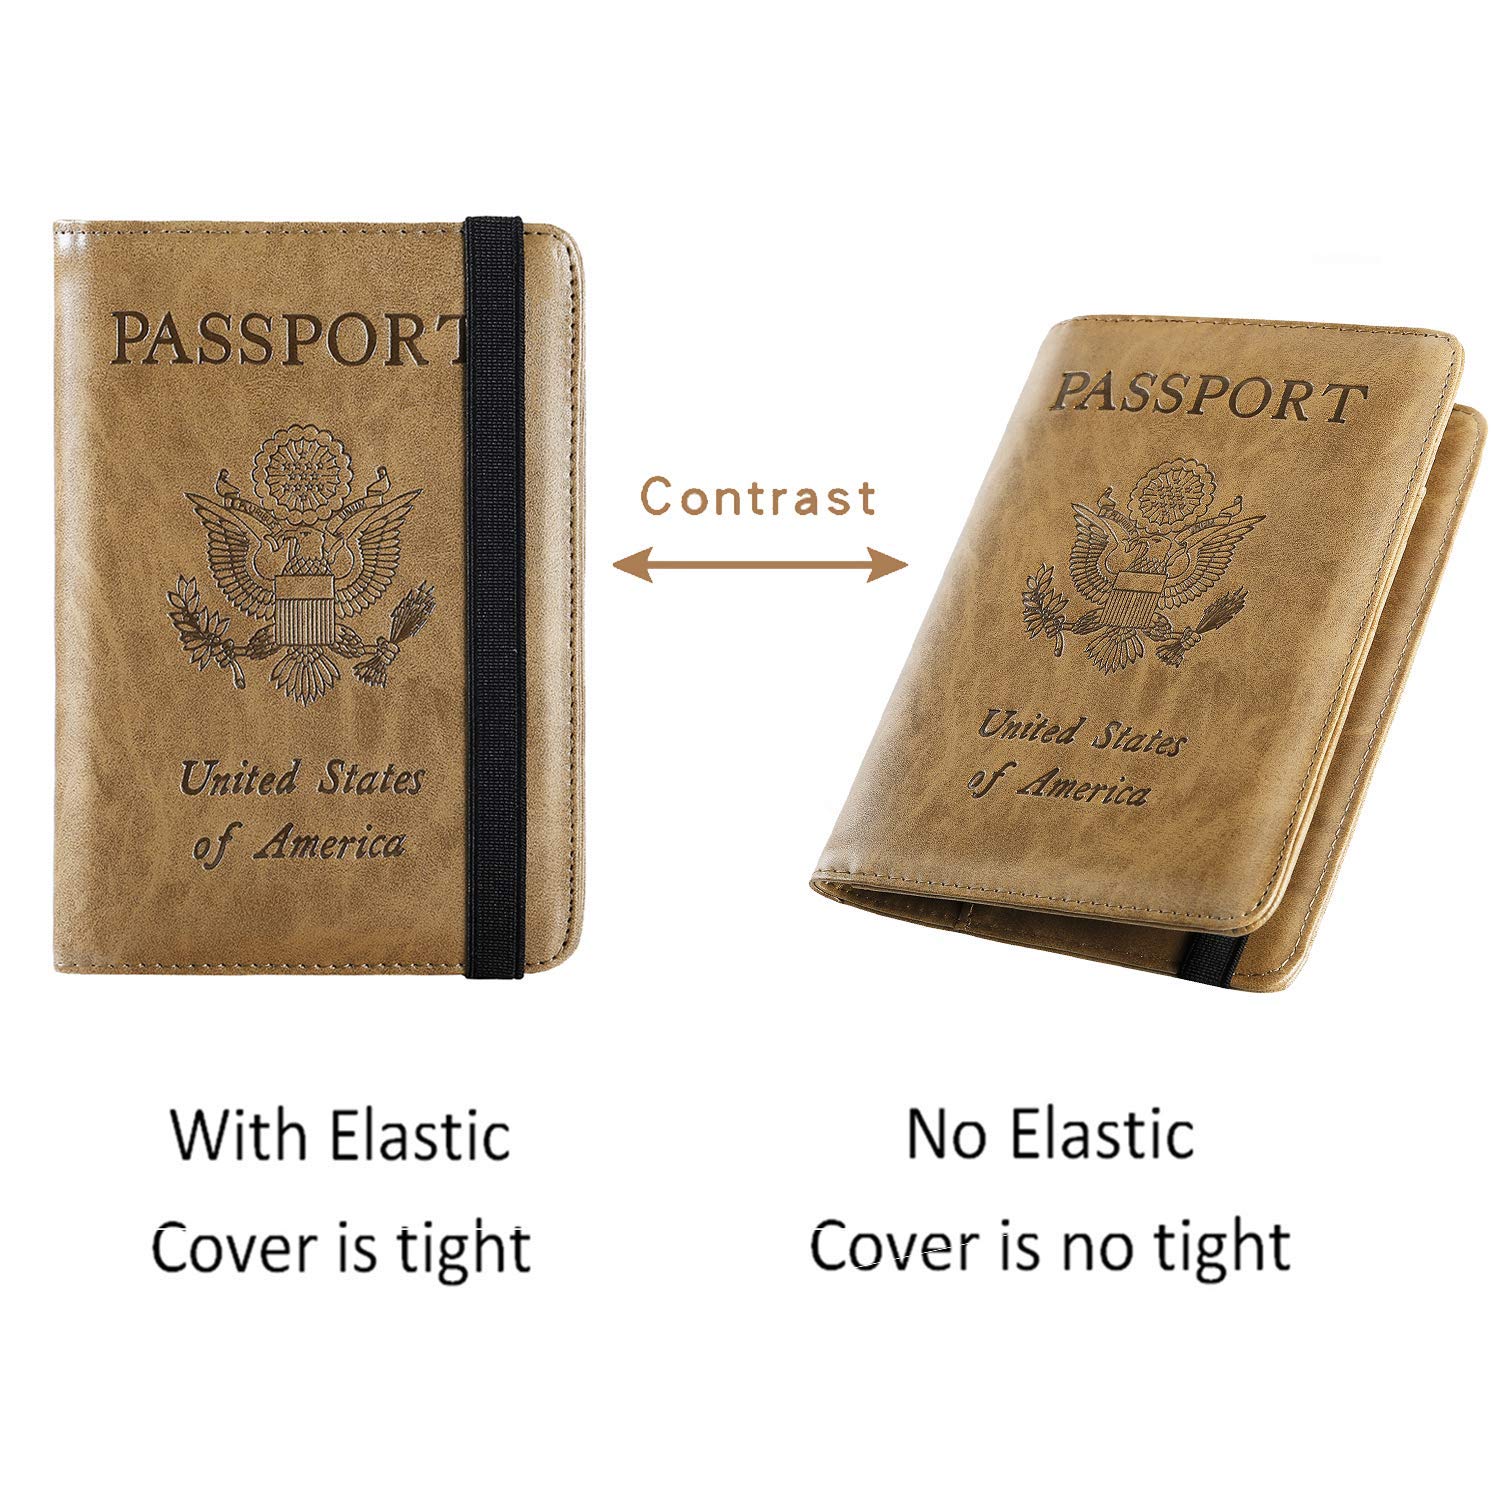 PASSPORT
United States
of America
Contrast
PASSPORT
United States
of America
With Elastic
Cover is tight
No Elastic
Cover is no tight